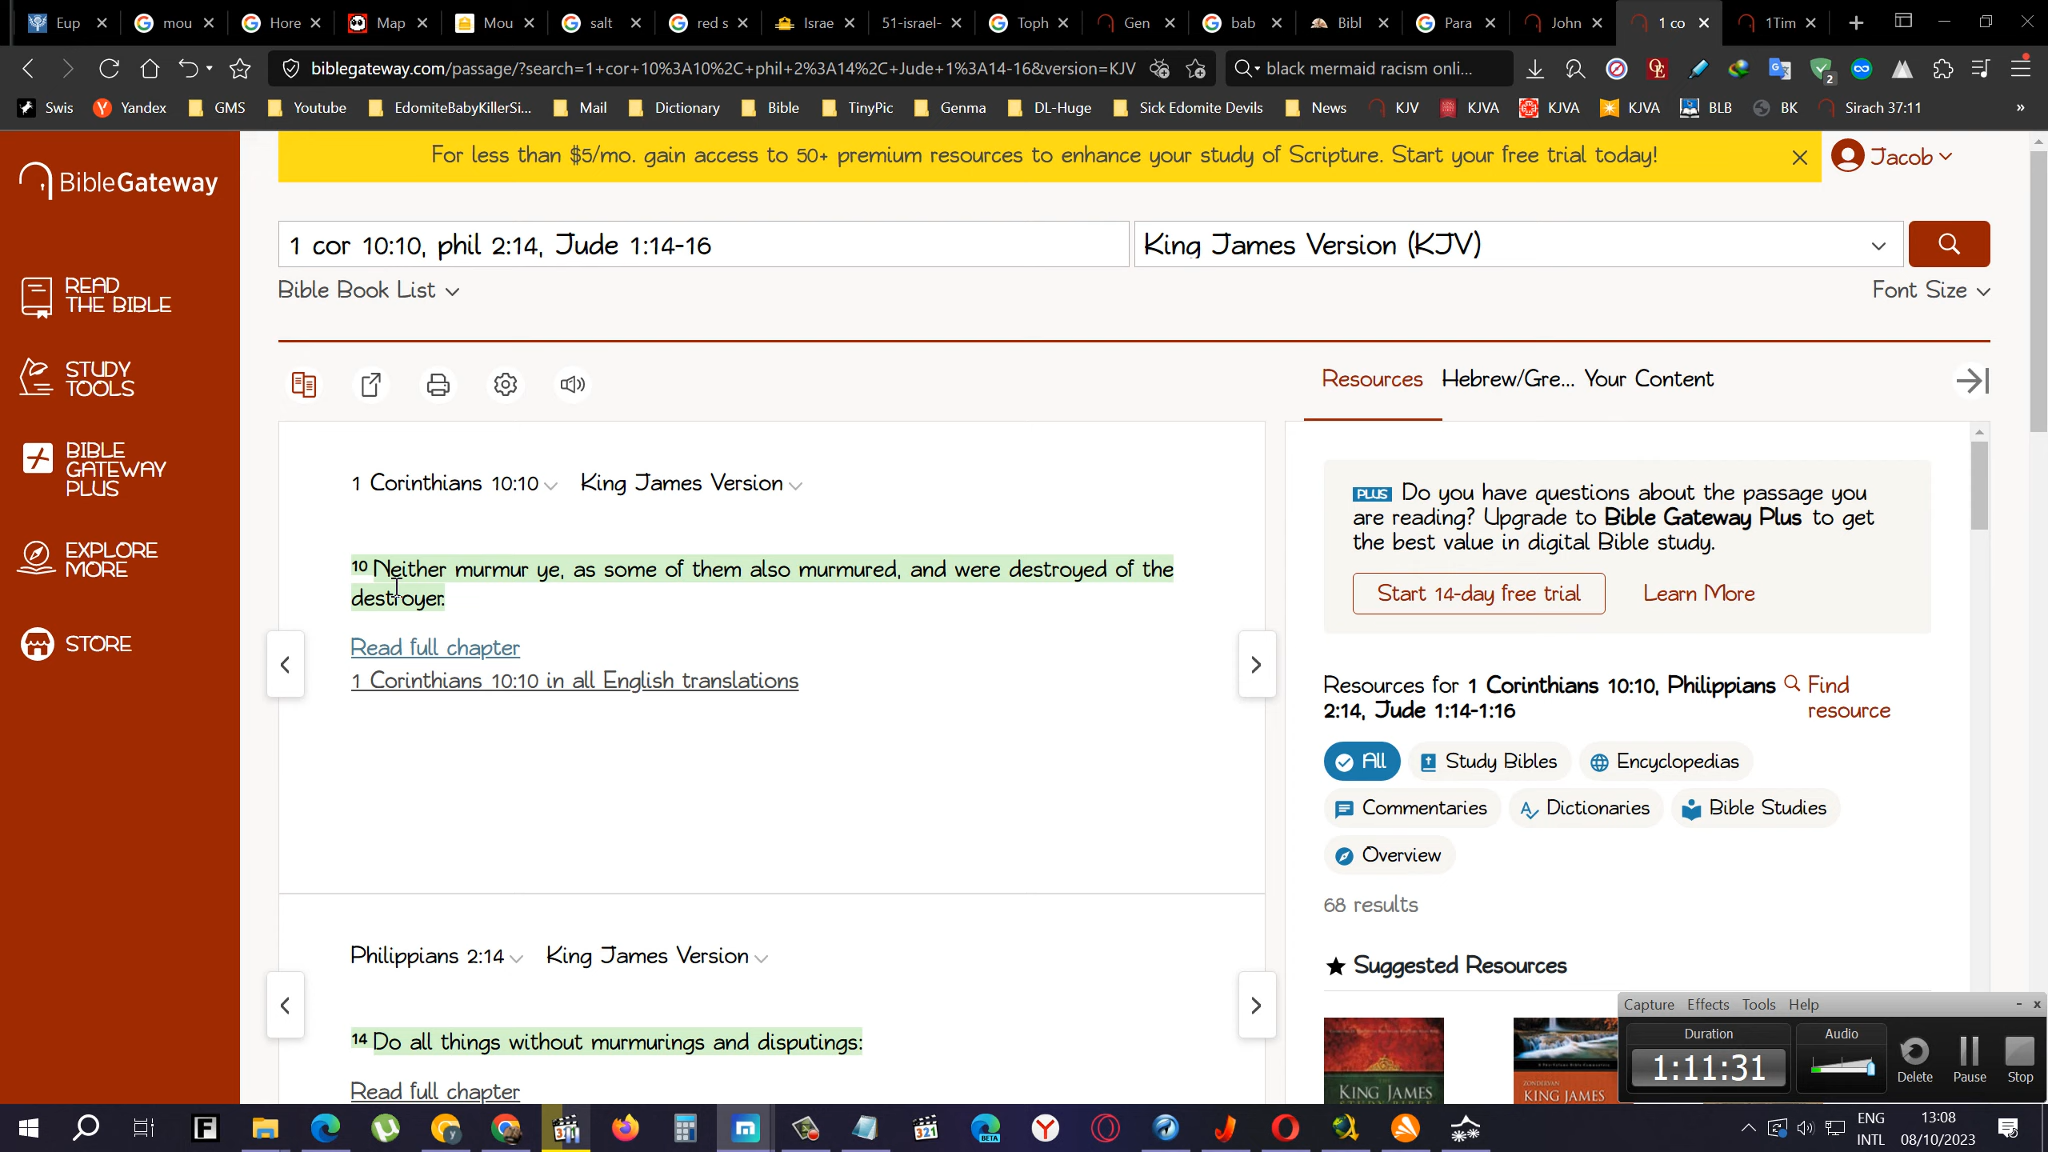 Eup
mou
Hore
Map
Mou
salt
red s
Israe
51-israel-
Toph
Gen
bab
Bibl
Para
John
1 co
1Tim
biblegateway.com/passage/?search=1+cor+10%3A10%2C+phil+2%3A14%2C+Jude+1%3A14-16&version=KJV
black mermaid racism onli...
2
Swis
Yandex
GMS
Youtube
EdomiteBabyKillerSi...
Mail
Dictionary
Bible
TinyPic
Genma
DL-Huge
Sick Edomite Devils
News
KJV
KJVA
KJVA
KJVA
BLB
BK
Sirach 37:11
»
BibleGateway
For less than $5/mo. gain access to 50+ premium resources to enhance your study of Scripture. Start your free trial today!
Jacob
1 cor 10:10, phil 2:14, Jude 1:14-16
King James Version (KJV)
Bible Book List
Font Size
READ
THE BIBLE
STUDY
TOOLS
BIBLE
GATEWAY
PLUS
EXPLORE
MORE
STORE
Resources
Hebrew/Gre...
Your Content
1 Corinthians 10:10
King James Version
10 Neither murmur ye, as some of them also murmured, and were destroyed of the
destroyer.
Read full chapter
1 Corinthians 10:10 in all English translations
Philippians 2:14
King James Version
14 Do all things without murmurings and disputings:
Read full chapter
PLUS Do you have questions about the passage you
are reading? Upgrade to Bible Gateway Plus to get
the best value in digital Bible study.
Start 14-day free trial
Learn More
Resources for 1 Corinthians 10:10, Philippians
2:14, Jude 1:14-1:16
Find
resource
All
Study Bibles
Encyclopedias
Commentaries
Dictionaries
Bible Studies
Overview
68 results
Suggested Resources
KING JAMES
ZONDERVAN
KING JAMES
Capture
Effects
Tools
Help
Duration
Audio
1:11:31
Delete
Pause
Stop
F
321
BETA
ENG
INTL
13:08
08/10/2023